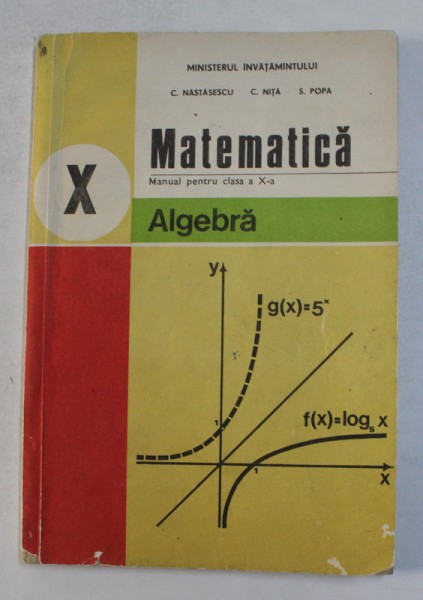 MINISTERUL ÎNVĂȚĂMÎNTULUI
C. NĂSTĂSESCU C. NIȚĂ S. POPA
Matematică
Manual pentru clasa a X-a
X
Algebră
y
g(x)=5ˣ
f(x)=log₅ x
1
1
x